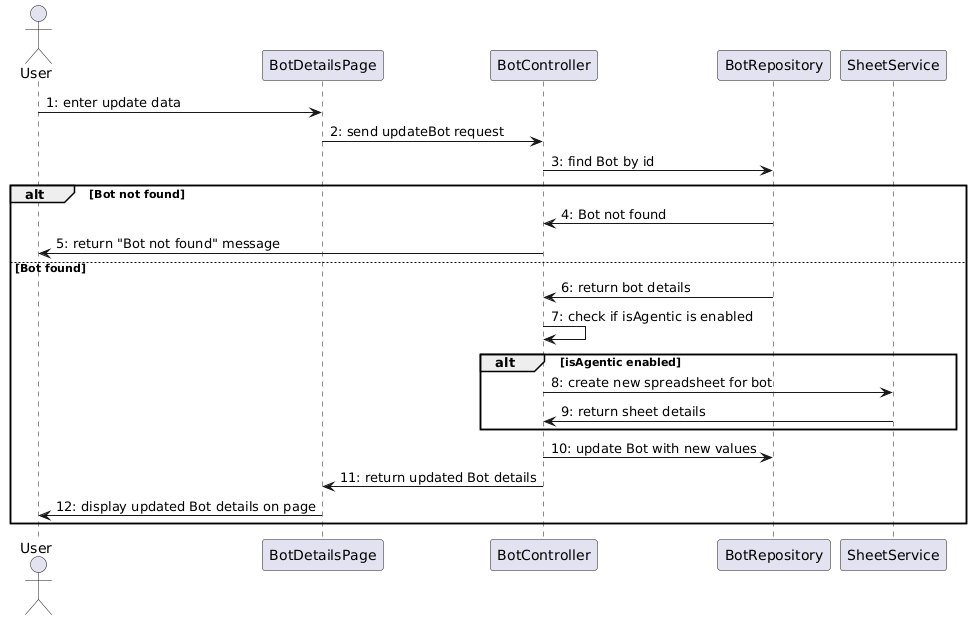 User
BotDetailsPage
BotController
BotRepository
SheetService
1: enter update data
2: send updateBot request
3: find Bot by id
alt [Bot not found]
4: Bot not found
5: return "Bot not found" message
[Bot found]
6: return bot details
7: check if isAgentic is enabled
alt [isAgentic enabled]
8: create new spreadsheet for bot
9: return sheet details
10: update Bot with new values
11: return updated Bot details
12: display updated Bot details on page
User
BotDetailsPage
BotController
BotRepository
SheetService